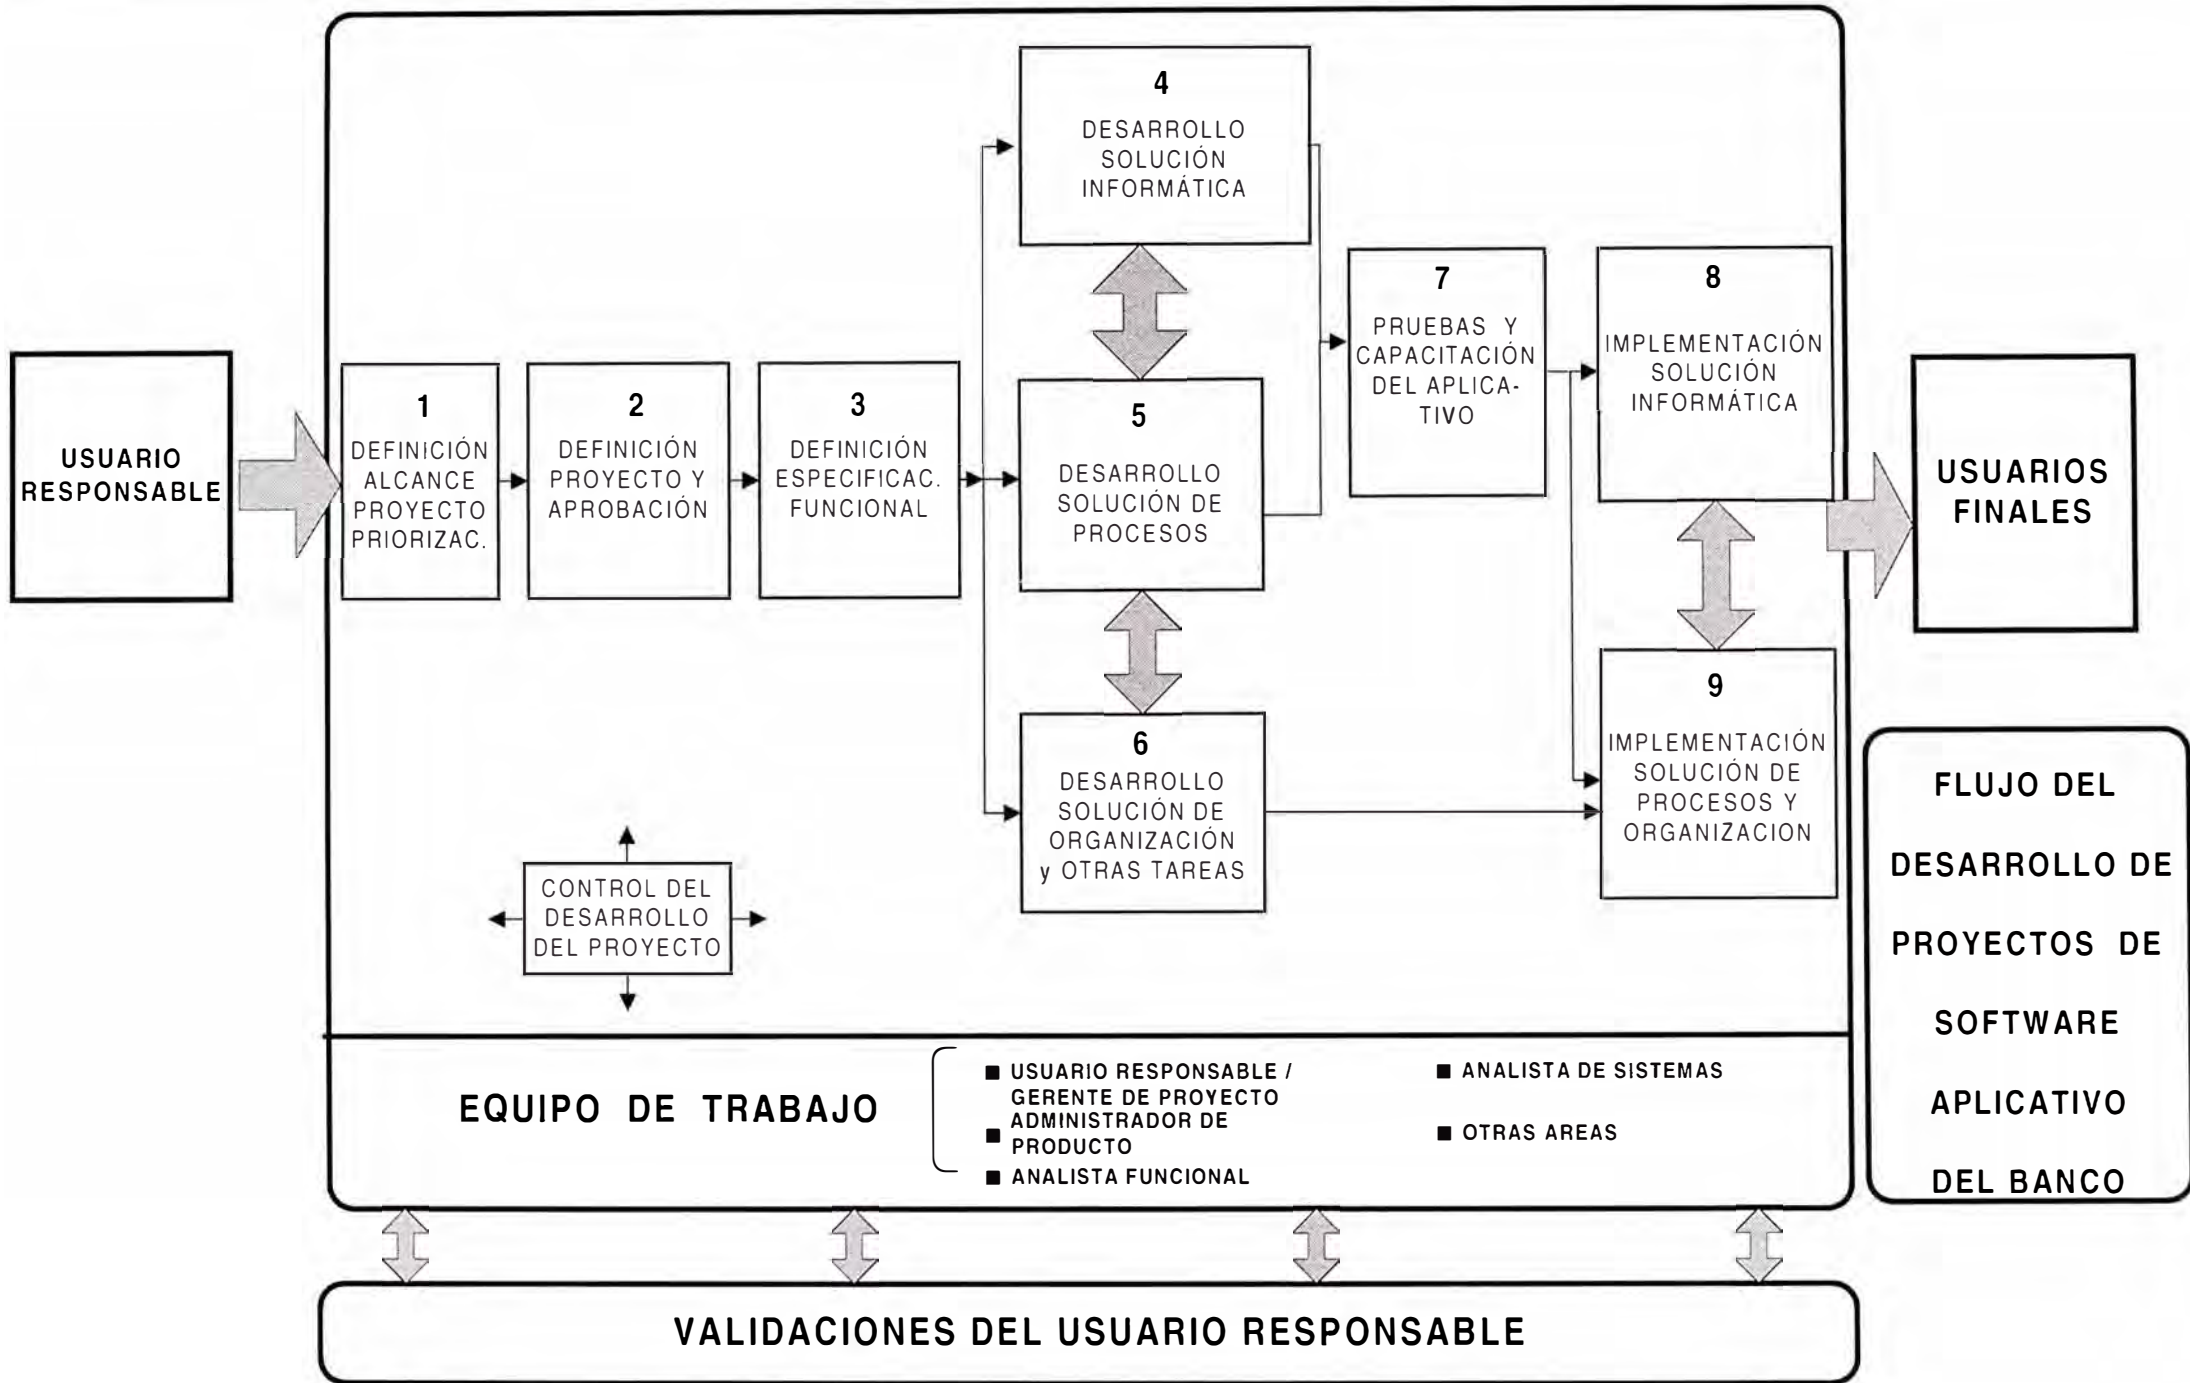 USUARIO
RESPONSABLE
1
DEFINICIÓN
ALCANCE
PROYECTO
PRIORIZAC.
2
DEFINICIÓN
PROYECTO Y
APROBACIÓN
3
DEFINICIÓN
ESPECIFICAC.
FUNCIONAL
4
DESARROLLO
SOLUCIÓN
INFORMÁTICA
5
DESARROLLO
SOLUCIÓN DE
PROCESOS
6
DESARROLLO
SOLUCIÓN DE
ORGANIZACIÓN
y OTRAS TAREAS
7
PRUEBAS Y
CAPACITACIÓN
DEL APLICA-
TIVO
8
IMPLEMENTACIÓN
SOLUCIÓN
INFORMÁTICA
9
IMPLEMENTACIÓN
SOLUCIÓN DE
PROCESOS Y
ORGANIZACION
USUARIOS
FINALES
CONTROL DEL
DESARROLLO
DEL PROYECTO
FLUJO DEL
DESARROLLO DE
PROYECTOS DE
SOFTWARE
APLICATIVO
DEL BANCO
EQUIPO DE TRABAJO
■ USUARIO RESPONSABLE /
GERENTE DE PROYECTO
■ ADMINISTRADOR DE
PRODUCTO
■ ANALISTA FUNCIONAL
■ ANALISTA DE SISTEMAS
■ OTRAS AREAS
VALIDACIONES DEL USUARIO RESPONSABLE